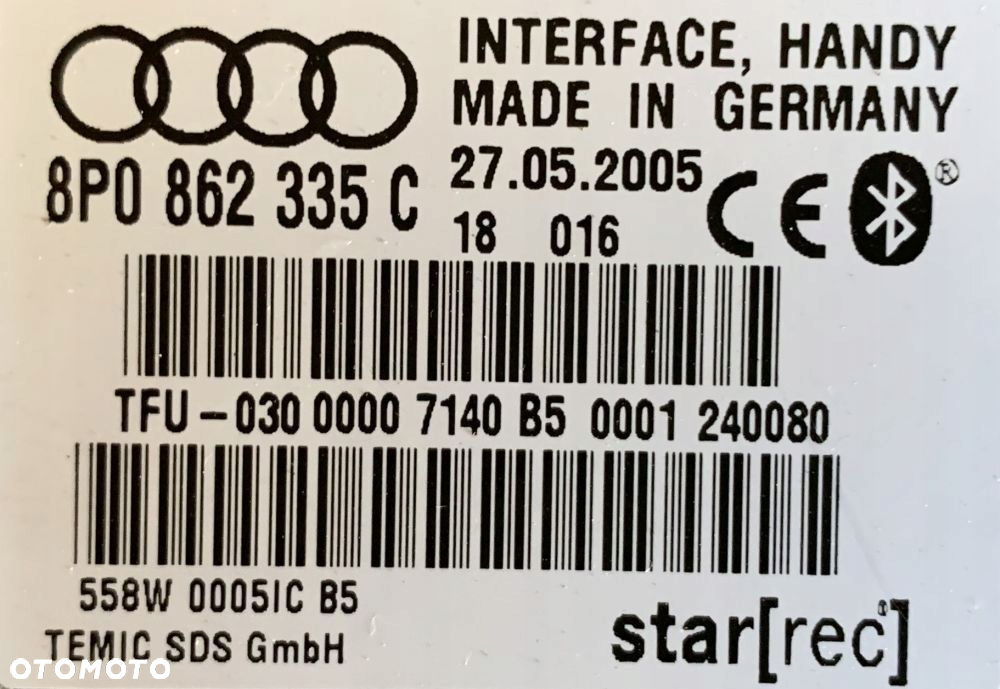 INTERFACE, HANDY
MADE IN GERMANY
8P0 862 335 C
27.05.2005
18 016
CE
®
TFU-030 0000 7140 B5 0001 240080
558W 0005IC B5
TEMIC SDS GmbH
star[rec]
OTOMOTO